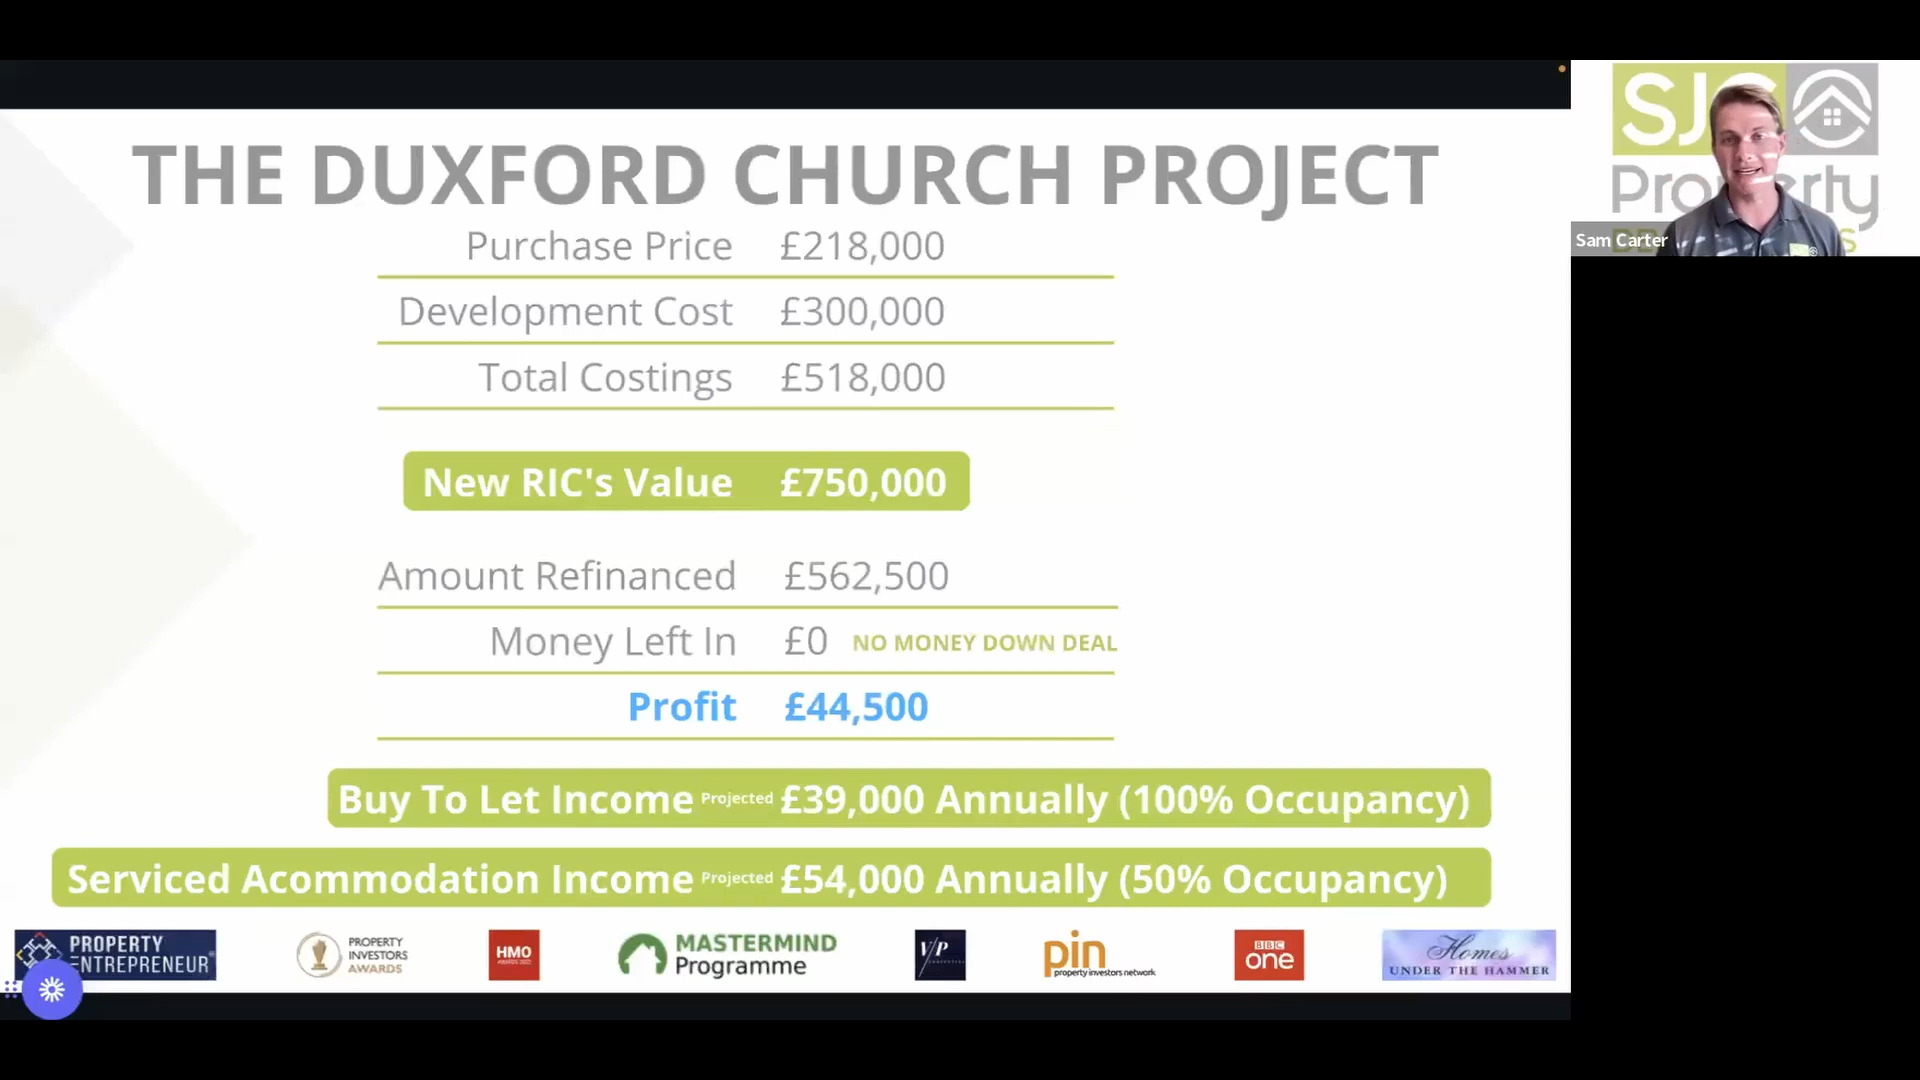 THE DUXFORD CHURCH PROJECT
Purchase Price £218,000
Development Cost £300,000
Total Costings £518,000
New RIC's Value £750,000
Amount Refinanced £562,500
Money Left In £0 NO MONEY DOWN DEAL
Profit £44,500
Buy To Let Income Projected £39,000 Annually (100% Occupancy)
Serviced Acommodation Income Projected £54,000 Annually (50% Occupancy)
PROPERTY
ENTREPRENEUR
PROPERTY
INVESTORS
AWARDS
HMO
MASTERMIND
Programme
V/P
pin
property investors network
BBC
one
Homes
UNDER THE HAMMER
Sam Carter